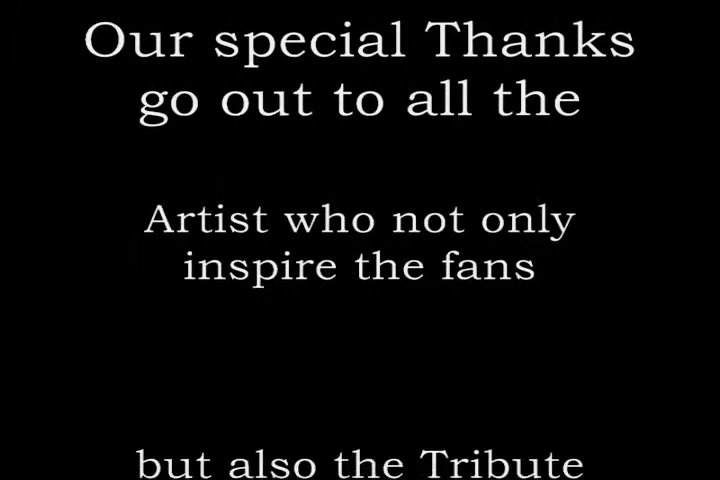 Our special Thanks
go out to all the
Artist who not only
inspire the fans
but also the Tribute